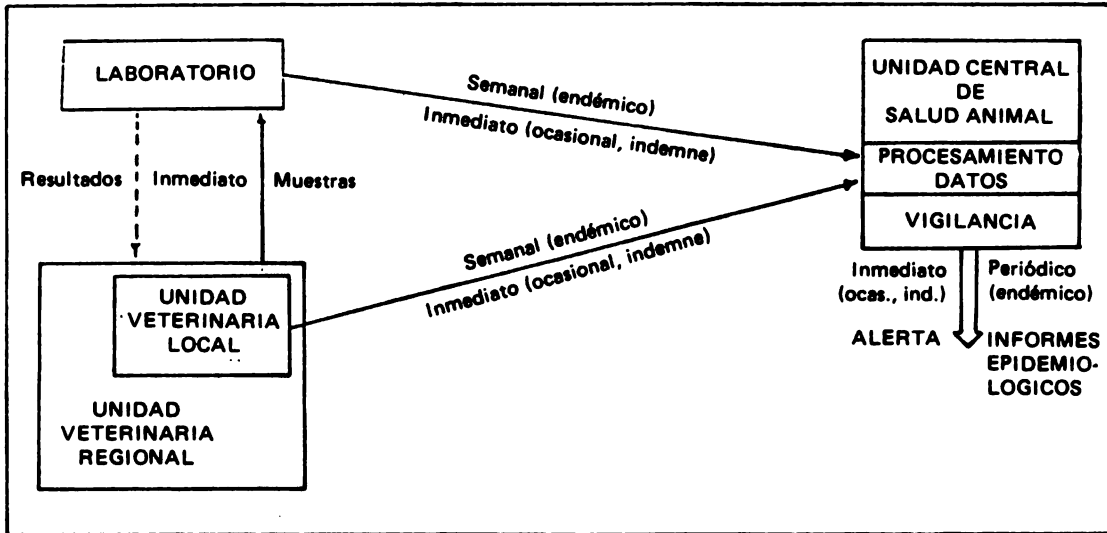 LABORATORIO
Resultados
Inmediato
Muestras
UNIDAD
VETERINARIA
LOCAL
UNIDAD
VETERINARIA
REGIONAL
Semanal (endémico)
Inmediato (ocasional, indemne)
Semanal (endémico)
Inmediato (ocasional, indemne)
UNIDAD CENTRAL
DE
SALUD ANIMAL
PROCESAMIENTO
DATOS
VIGILANCIA
Inmediato
(ocas., ind.)
Periódico
(endémico)
ALERTA
INFORMES
EPIDEMIO-
LOGICOS